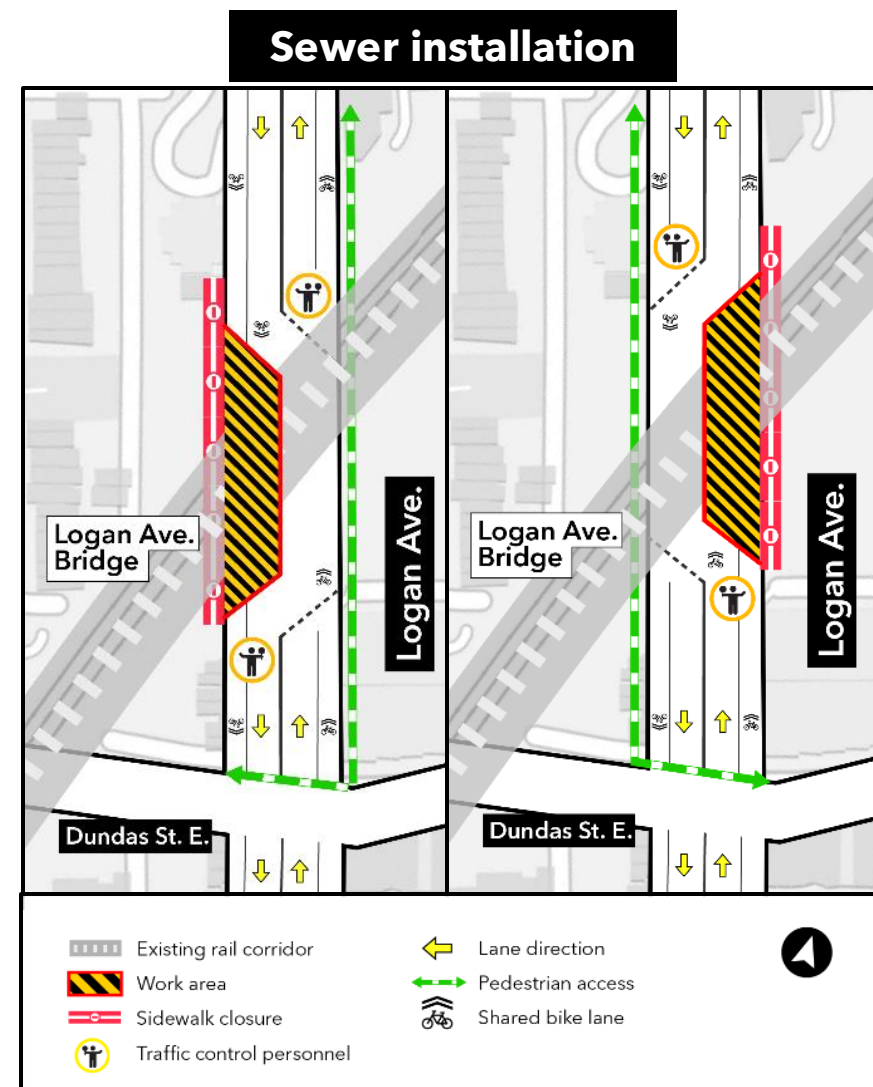 Sewer installation
Logan Ave.
Bridge
Logan Ave.
Dundas St. E.
Logan Ave.
Bridge
Logan Ave.
Dundas St. E.
Existing rail corridor
Work area
Sidewalk closure
Traffic control personnel
Lane direction
Pedestrian access
Shared bike lane